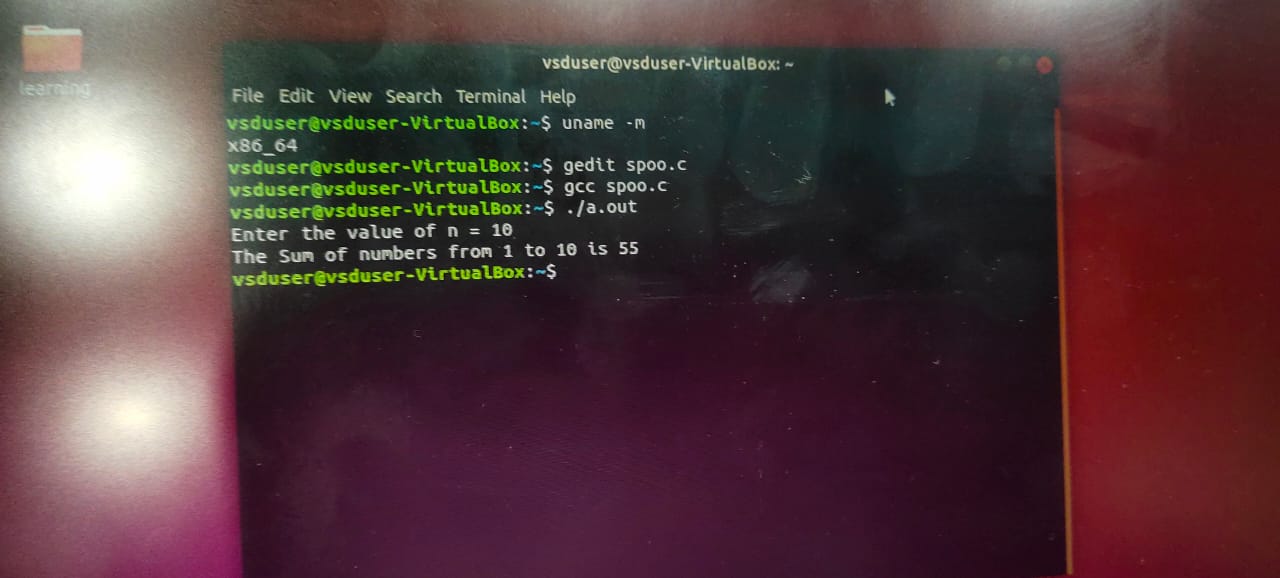 learning
vsduser@vsduser-VirtualBox: ~
File Edit View Search Terminal Help
vsduser@vsduser-VirtualBox:~$ uname -m
x86_64
vsduser@vsduser-VirtualBox:~$ gedit spoo.c
vsduser@vsduser-VirtualBox:~$ gcc spoo.c
vsduser@vsduser-VirtualBox:~$ ./a.out
Enter the value of n = 10
The Sum of numbers from 1 to 10 is 55
vsduser@vsduser-VirtualBox:~$